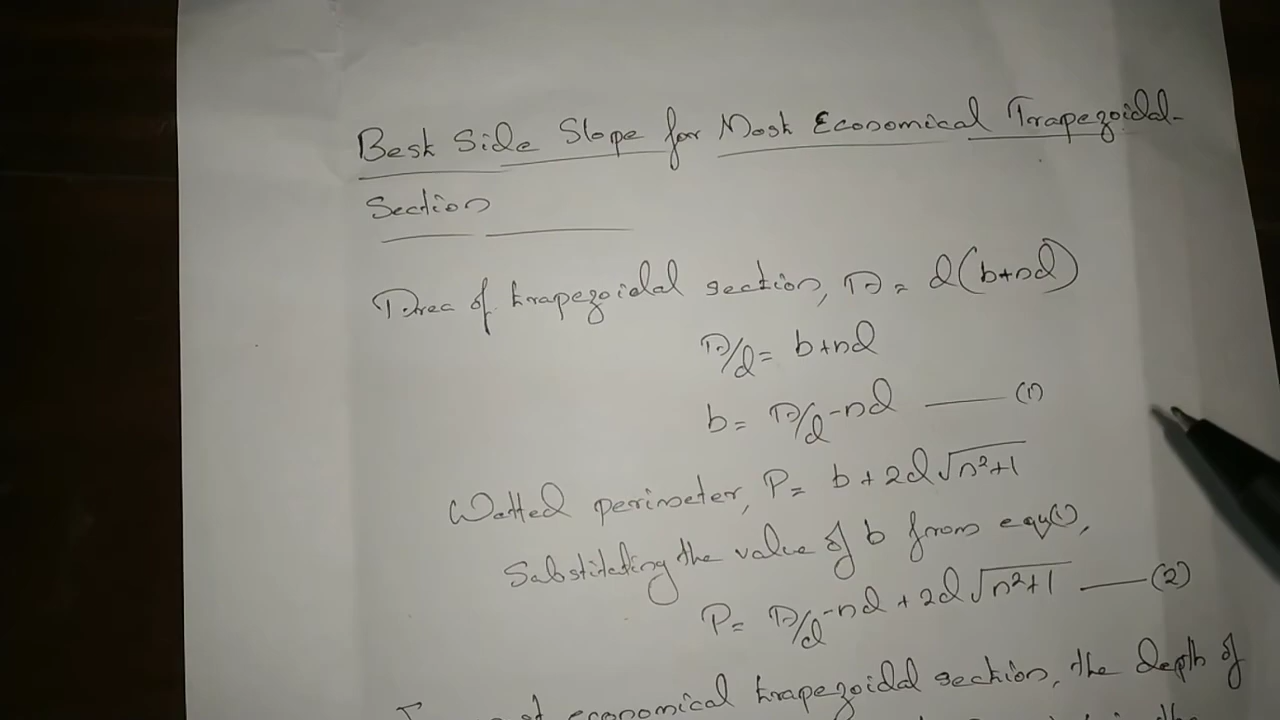 Best Side Slope for Most Economical Trapezoidal
Section
Area of trapezoidal section, A = d(b+nd)
A/d = b+nd
b = A/d - nd —— (1)
Wetted perimeter, P = b + 2d√(n²+1)
Substituting the value of b from eqn(1),
P = A/d - nd + 2d√(n²+1) —— (2)
economical trapezoidal section, the depth of